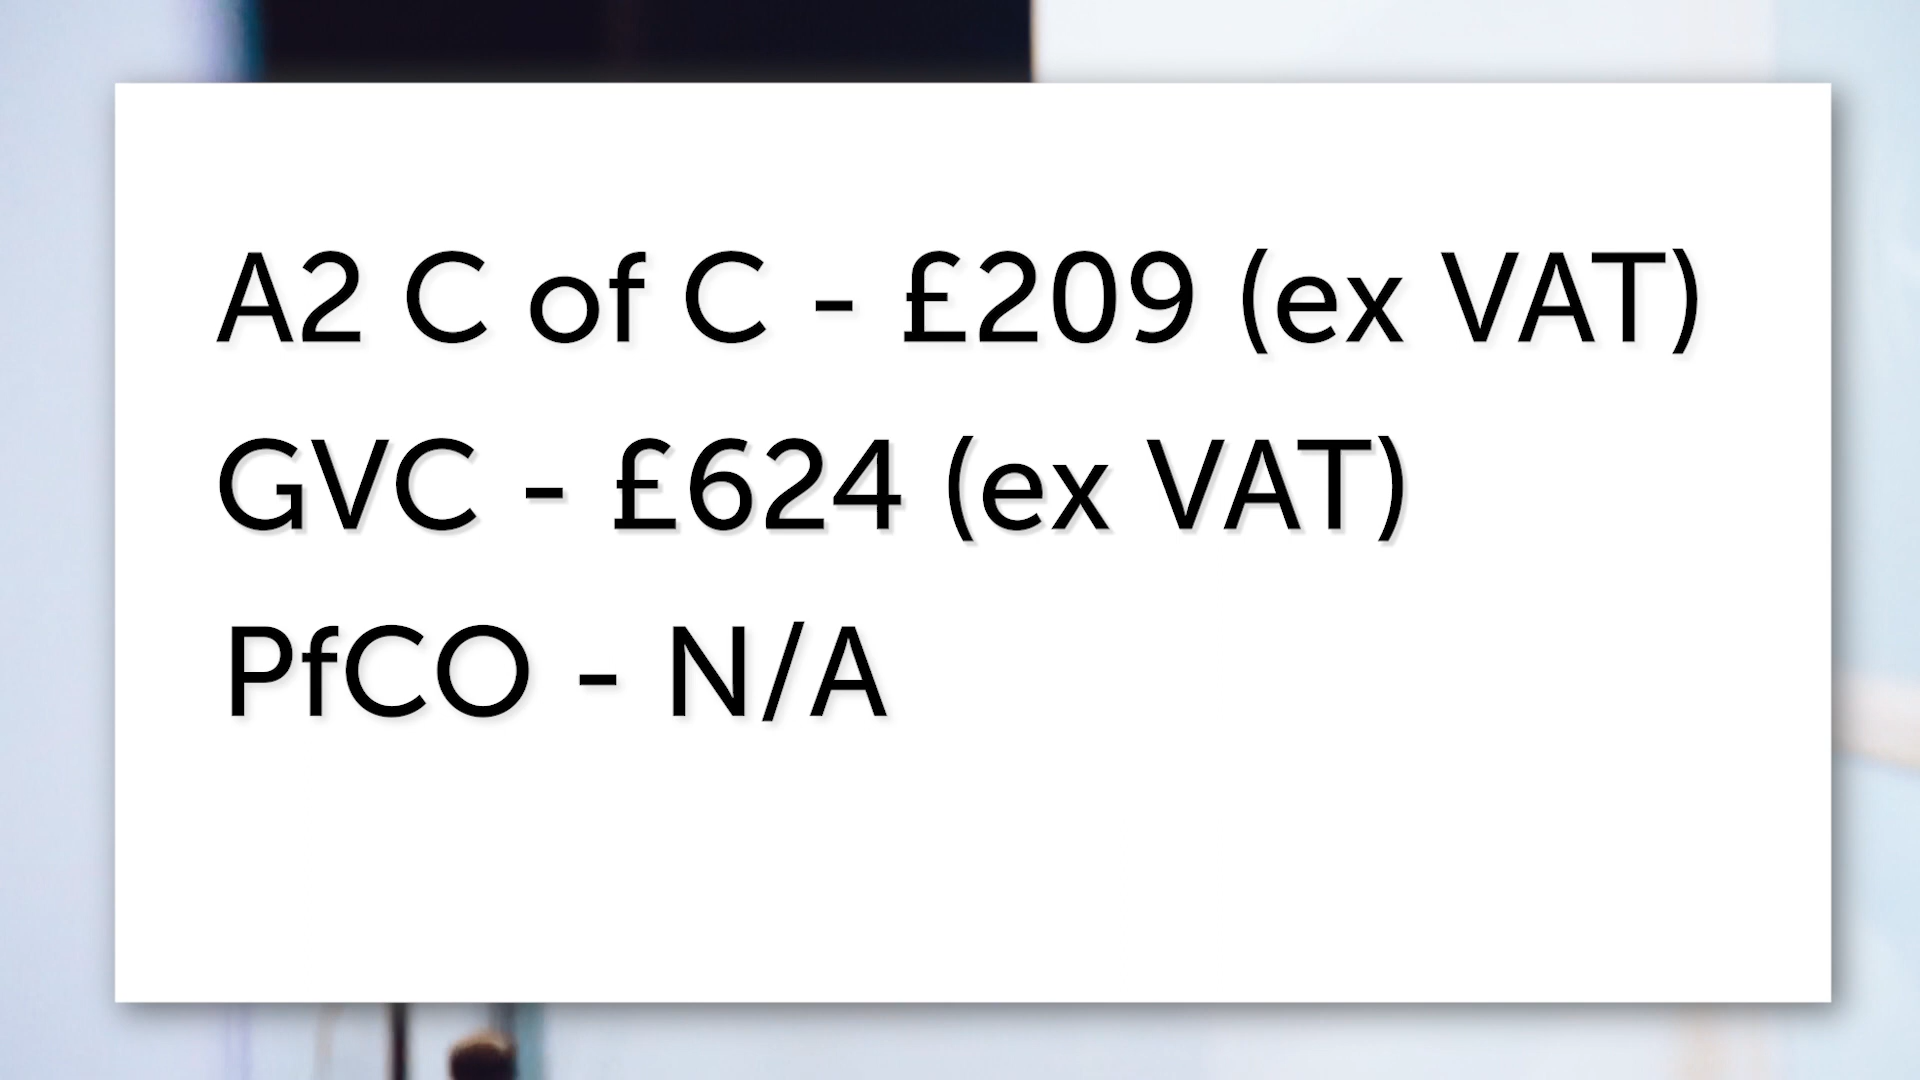 A2 C of C - £209 (ex VAT)
GVC - £624 (ex VAT)
PfCO - N/A